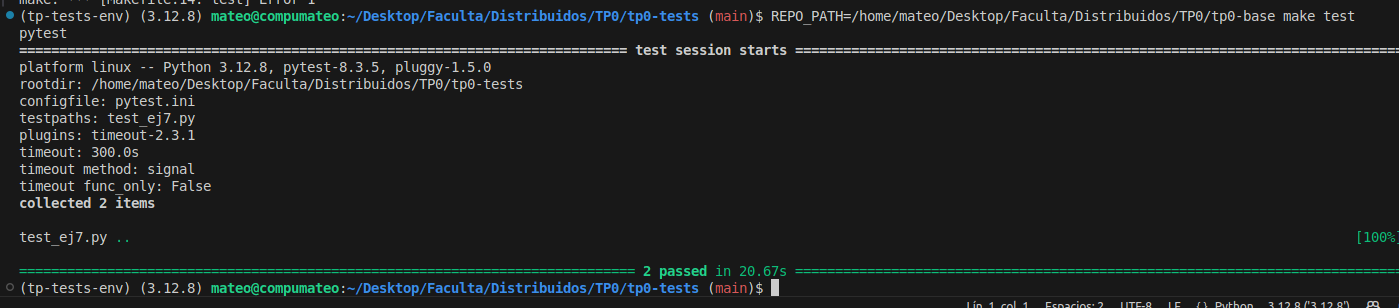 make: *** [Makefile:14: test] Error 1
(tp-tests-env) (3.12.8) mateo@compumateo:~/Desktop/Faculta/Distribuidos/TP0/tp0-tests (main)$ REPO_PATH=/home/mateo/Desktop/Faculta/Distribuidos/TP0/tp0-base make test
pytest
test session starts
platform linux -- Python 3.12.8, pytest-8.3.5, pluggy-1.5.0
rootdir: /home/mateo/Desktop/Faculta/Distribuidos/TP0/tp0-tests
configfile: pytest.ini
testpaths: test_ej7.py
plugins: timeout-2.3.1
timeout: 300.0s
timeout method: signal
timeout func_only: False
collected 2 items
test_ej7.py .. [100%]
2 passed in 20.67s
(tp-tests-env) (3.12.8) mateo@compumateo:~/Desktop/Faculta/Distribuidos/TP0/tp0-tests (main)$
Lín. 1, col. 1 Espacios: 2 UTF-8 LF {} Python 3.12.8 ('3.12.8')